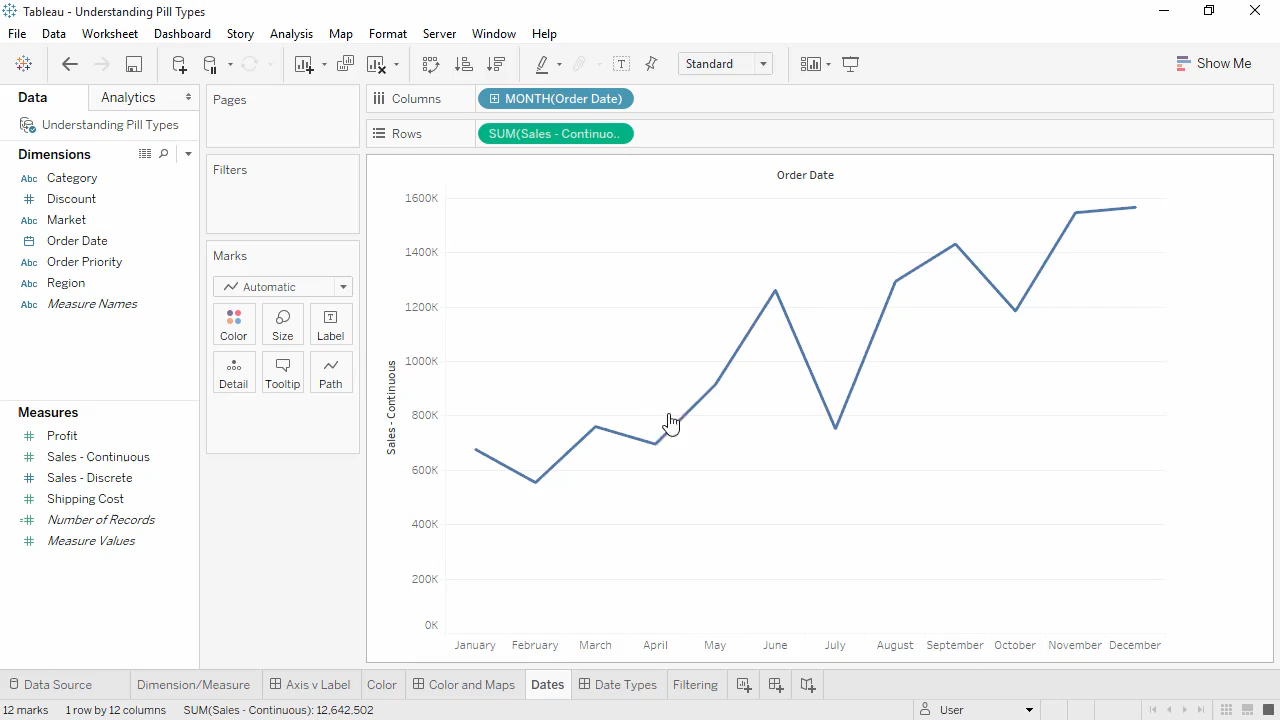 Tableau - Understanding Pill Types
File Data Worksheet Dashboard Story Analysis Map Format Server Window Help
Standard
Show Me
Data
Analytics
Understanding Pill Types
Dimensions
Abc Category
Discount
Abc Market
Order Date
Abc Order Priority
Abc Region
Abc Measure Names
Measures
Profit
Sales - Continuous
Sales - Discrete
Shipping Cost
Number of Records
Measure Values
Pages
Filters
Marks
Automatic
Color Size Label
Detail Tooltip Path
Columns MONTH(Order Date)
Rows SUM(Sales - Continuo..
Order Date
Sales - Continuous
1600K
1400K
1200K
1000K
800K
600K
400K
200K
0K
January February March April May June July August September October November December
Data Source Dimension/Measure Axis v Label Color Color and Maps Dates Date Types Filtering
12 marks 1 row by 12 columns SUM(Sales - Continuous): 12,642,502 User